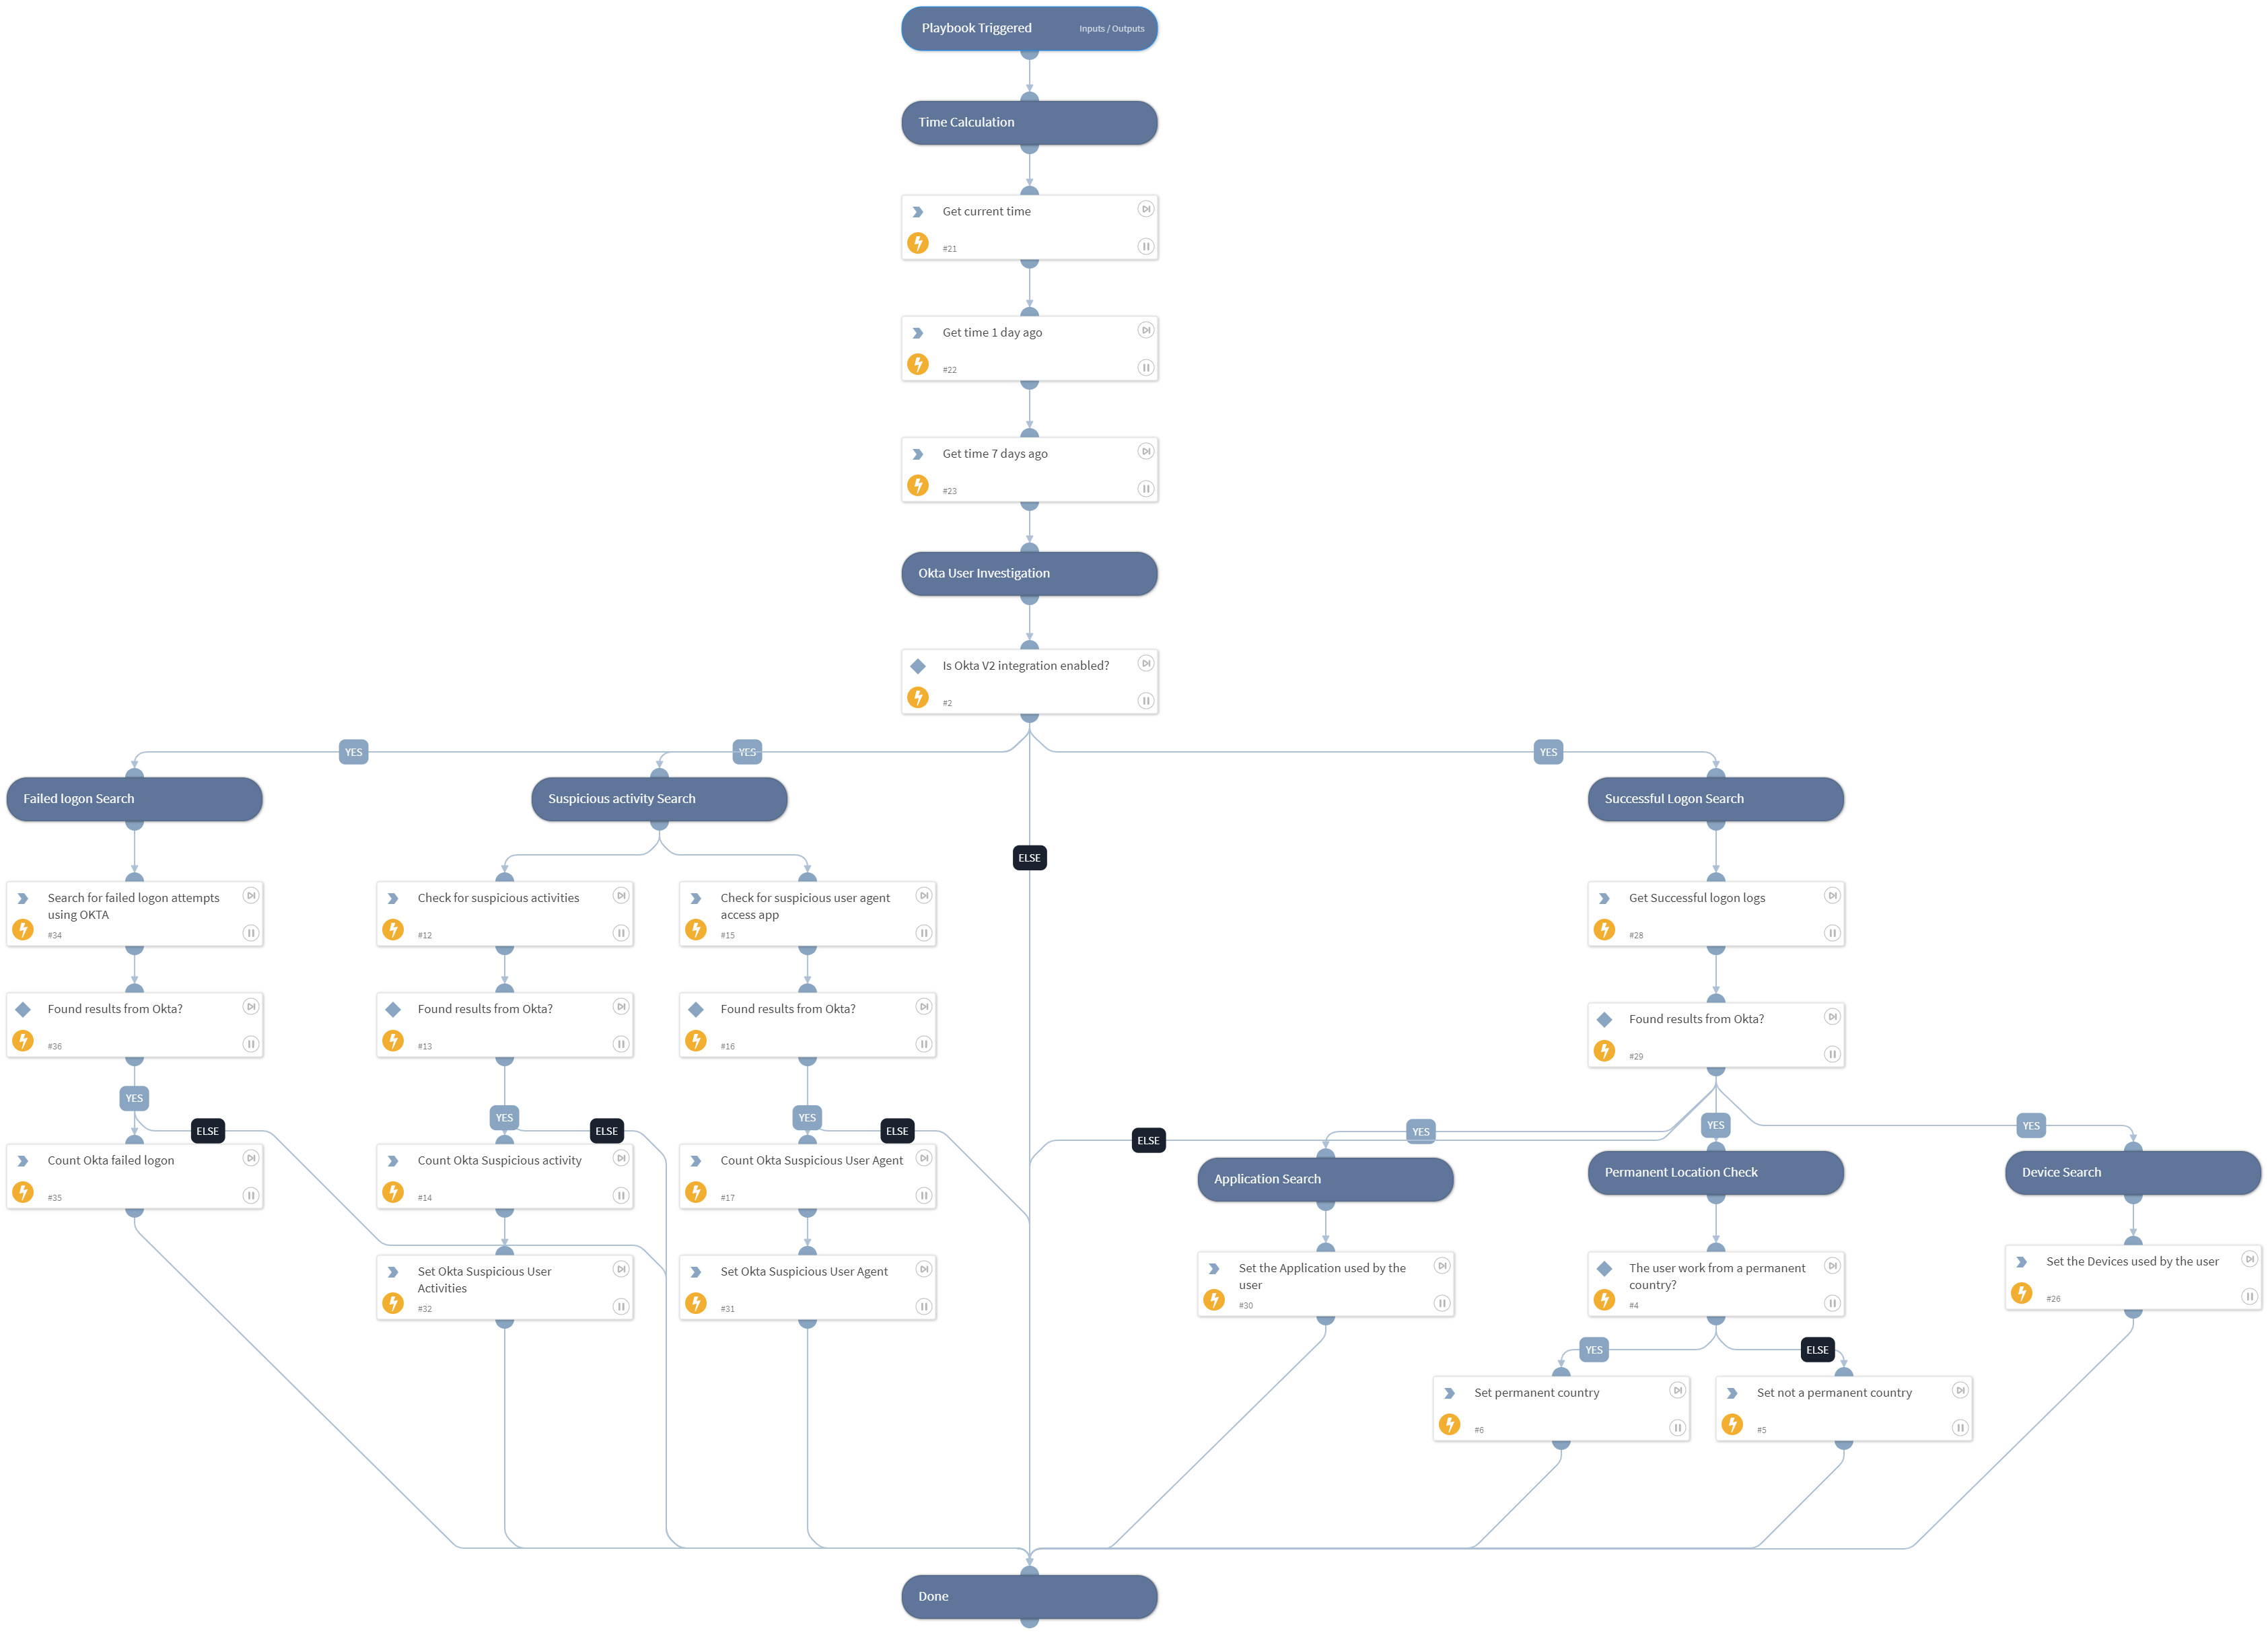 Playbook Triggered
Inputs / Outputs
Time Calculation
Get current time
#21
Get time 1 day ago
#22
Get time 7 days ago
#23
Okta User Investigation
Is Okta V2 integration enabled?
#2
YES
YES
YES
Failed logon Search
Suspicious activity Search
Successful Logon Search
ELSE
Search for failed logon attempts
using OKTA
#34
Check for suspicious activities
#12
Check for suspicious user agent
access app
#15
Get Successful logon logs
#28
Found results from Okta?
#36
Found results from Okta?
#13
Found results from Okta?
#16
Found results from Okta?
#29
YES
ELSE
YES
ELSE
YES
ELSE
ELSE
YES
YES
YES
Count Okta failed logon
#35
Count Okta Suspicious activity
#14
Count Okta Suspicious User Agent
#17
Application Search
Permanent Location Check
Device Search
Set Okta Suspicious User
Activities
#32
Set Okta Suspicious User Agent
#31
Set the Application used by the
user
#30
The user work from a permanent
country?
#4
Set the Devices used by the user
#26
YES
ELSE
Set permanent country
#6
Set not a permanent country
#5
Done